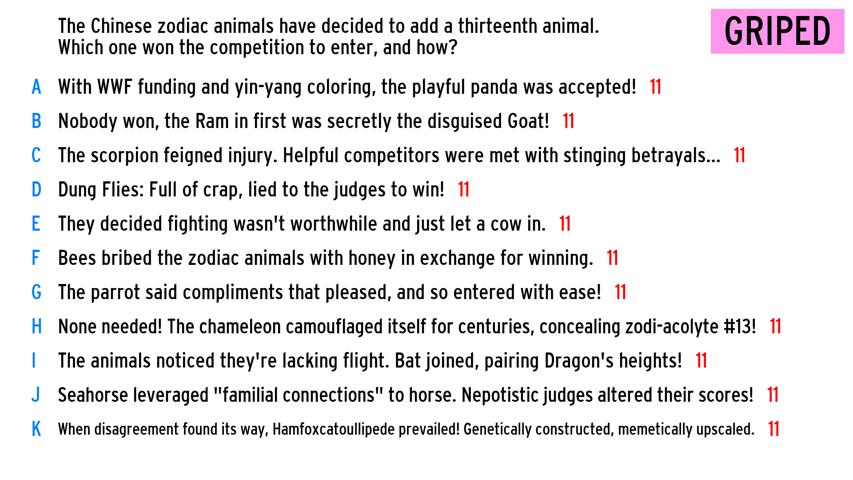 The Chinese zodiac animals have decided to add a thirteenth animal.
Which one won the competition to enter, and how?
GRIPED
A With WWF funding and yin-yang coloring, the playful panda was accepted! 11
B Nobody won, the Ram in first was secretly the disguised Goat! 11
C The scorpion feigned injury. Helpful competitors were met with stinging betrayals... 11
D Dung Flies: Full of crap, lied to the judges to win! 11
E They decided fighting wasn't worthwhile and just let a cow in. 11
F Bees bribed the zodiac animals with honey in exchange for winning. 11
G The parrot said compliments that pleased, and so entered with ease! 11
H None needed! The chameleon camouflaged itself for centuries, concealing zodi-acolyte #13! 11
I The animals noticed they're lacking flight. Bat joined, pairing Dragon's heights! 11
J Seahorse leveraged "familial connections" to horse. Nepotistic judges altered their scores! 11
K When disagreement found its way, Hamfoxcatoullipede prevailed! Genetically constructed, memetically upscaled. 11